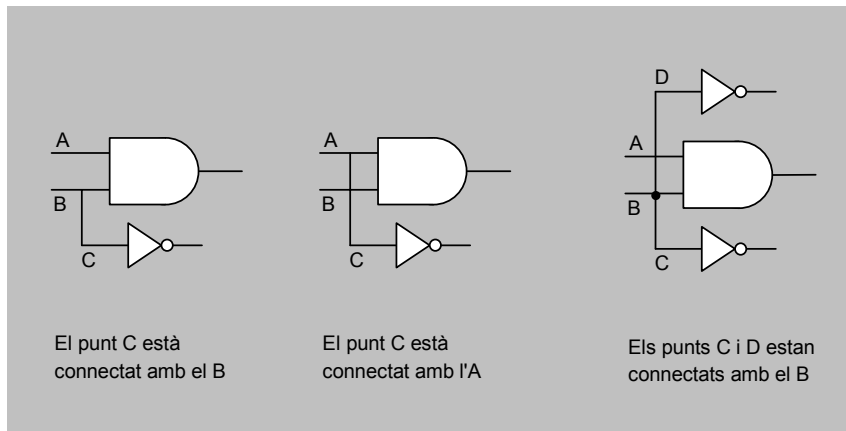 A
B
C
El punt C està
connectat amb el B
A
B
C
El punt C està
connectat amb l'A
D
A
B
C
Els punts C i D estan
connectats amb el B